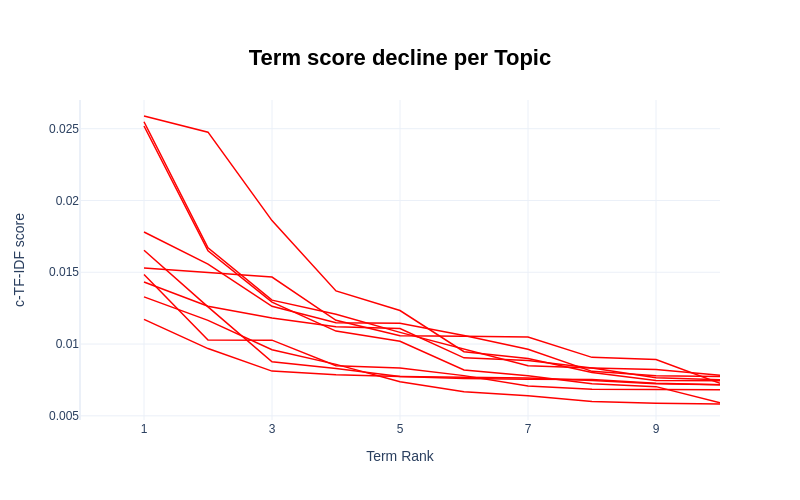 Term score decline per Topic
c-TF-IDF score
0.025
0.02
0.015
0.01
0.005
1 3 5 7 9
Term Rank